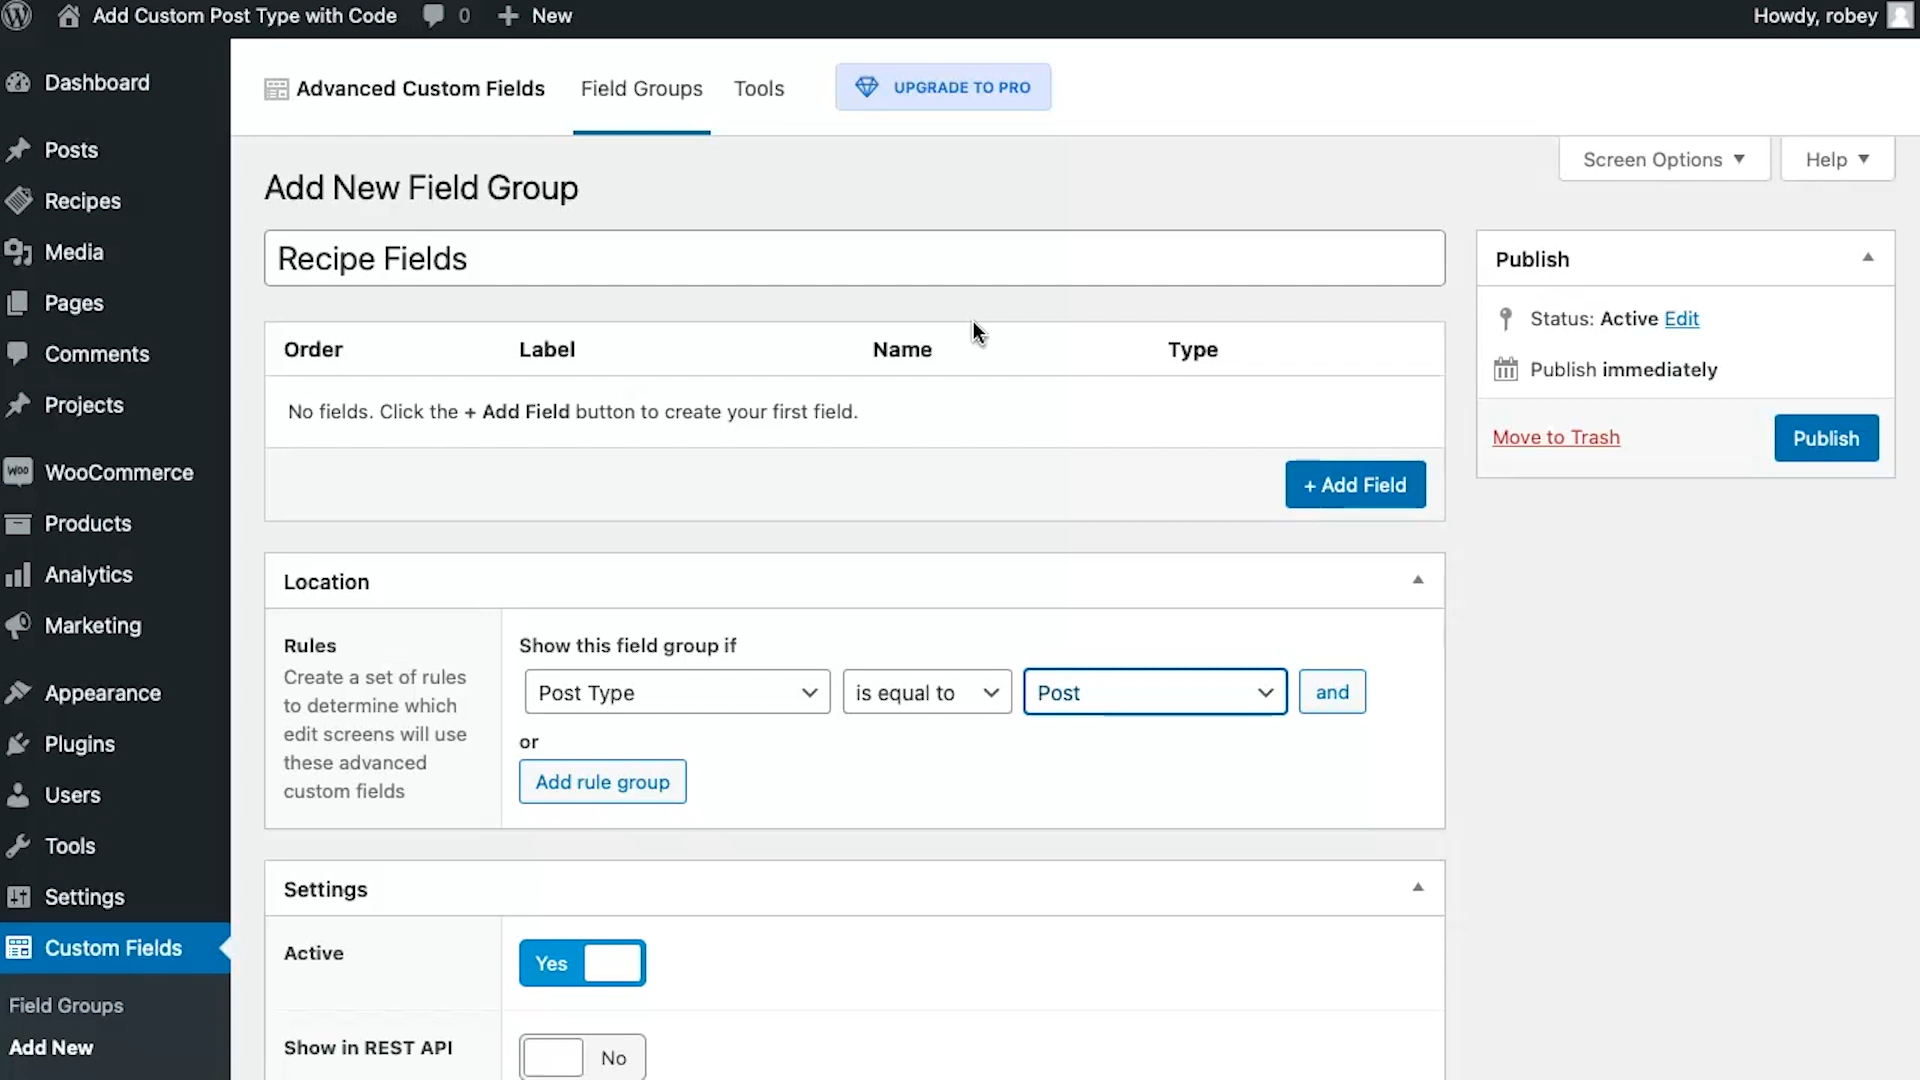 Add Custom Post Type with Code 0 New Howdy, robey
Dashboard
Posts
Recipes
Media
Pages
Comments
Projects
Woo WooCommerce
Products
Analytics
Marketing
Appearance
Plugins
Users
Tools
Settings
Custom Fields
Field Groups
Add New
Advanced Custom Fields Field Groups Tools UPGRADE TO PRO
Screen Options Help
Add New Field Group
Recipe Fields
Order Label Name Type
No fields. Click the + Add Field button to create your first field.
+ Add Field
Location
Rules
Create a set of rules
to determine which
edit screens will use
these advanced
custom fields
Show this field group if
Post Type is equal to Post and
or
Add rule group
Settings
Active Yes
Show in REST API No
Publish
Status: Active Edit
Publish immediately
Move to Trash Publish